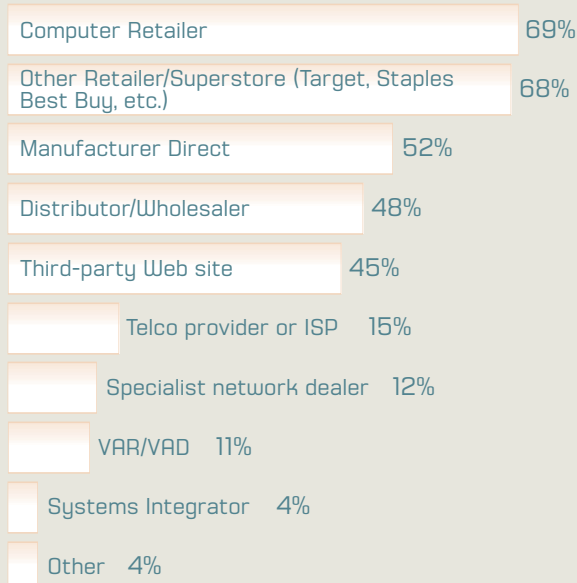 Computer Retailer 69%
Other Retailer/Superstore (Target, Staples
Best Buy, etc.) 68%
Manufacturer Direct 52%
Distributor/Wholesaler 48%
Third-party Web site 45%
Telco provider or ISP 15%
Specialist network dealer 12%
VAR/VAD 11%
Systems Integrator 4%
Other 4%